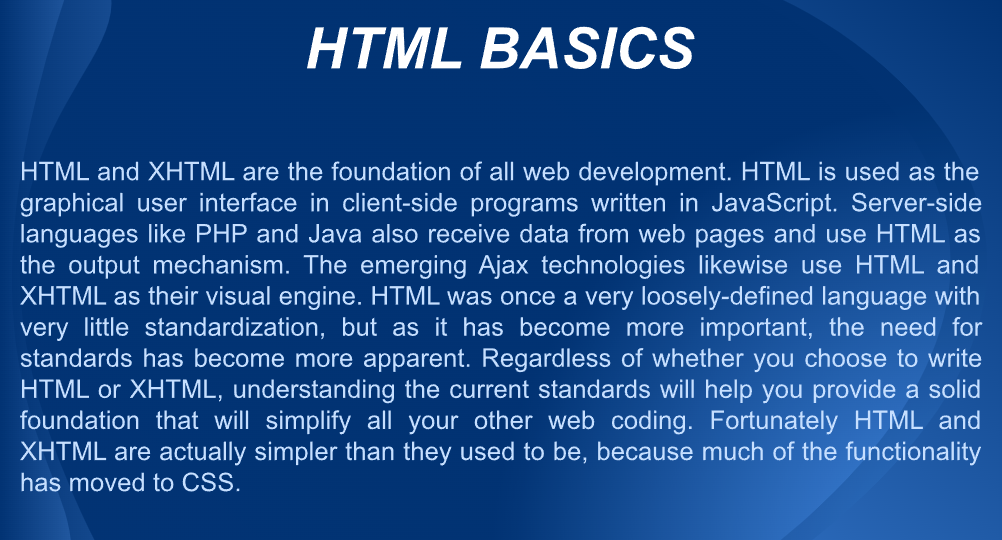 HTML BASICS
HTML and XHTML are the foundation of all web development. HTML is used as the
graphical user interface in client-side programs written in JavaScript. Server-side
languages like PHP and Java also receive data from web pages and use HTML as
the output mechanism. The emerging Ajax technologies likewise use HTML and
XHTML as their visual engine. HTML was once a very loosely-defined language with
very little standardization, but as it has become more important, the need for
standards has become more apparent. Regardless of whether you choose to write
HTML or XHTML, understanding the current standards will help you provide a solid
foundation that will simplify all your other web coding. Fortunately HTML and
XHTML are actually simpler than they used to be, because much of the functionality
has moved to CSS.